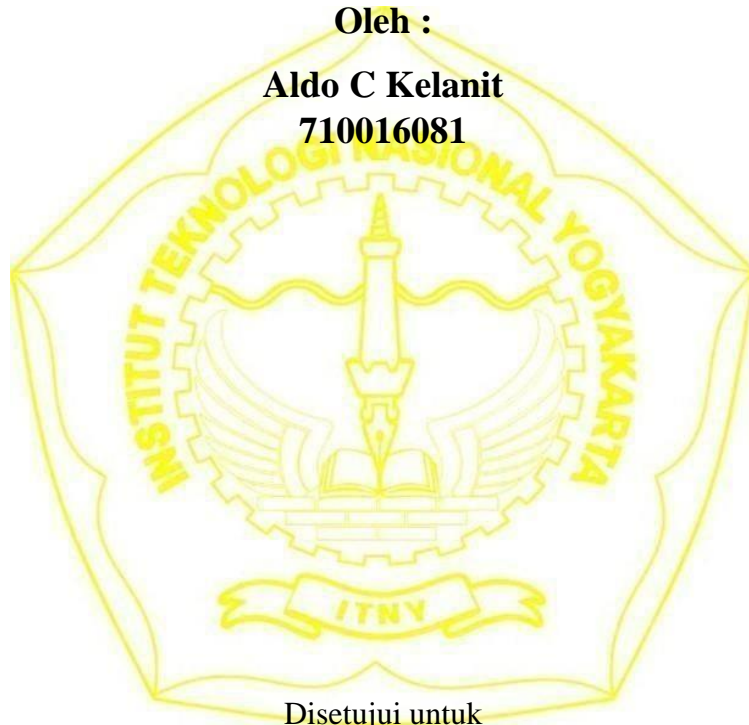 Oleh :
Aldo C Kelanit
710016081
INSTITUT TEKNOLOGI NASIONAL YOGYAKARTA
ITNY
Disetujui untuk